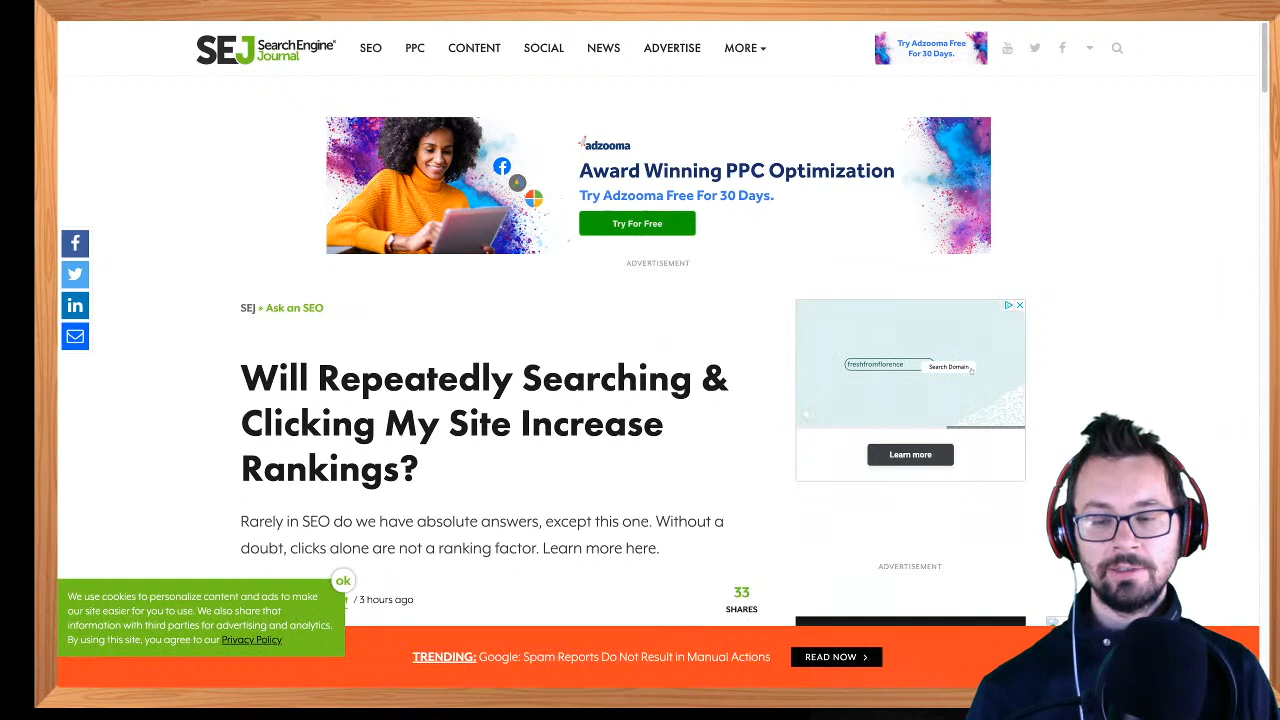 SEJ Search Engine Journal
SEO PPC CONTENT SOCIAL NEWS ADVERTISE MORE
Try Adzooma Free
For 30 Days.
adzooma
Award Winning PPC Optimization
Try Adzooma Free For 30 Days.
Try For Free
ADVERTISEMENT
SEJ » Ask an SEO
freshfromflorence
Search Domain
Learn more
Will Repeatedly Searching &
Clicking My Site Increase
Rankings?
Rarely in SEO do we have absolute answers, except this one. Without a
doubt, clicks alone are not a ranking factor. Learn more here.
ADVERTISEMENT
/ 3 hours ago
33
SHARES
ok
We use cookies to personalize content and ads to make
our site easier for you to use. We also share that
information with third parties for advertising and analytics.
By using this site, you agree to our Privacy Policy
TRENDING: Google: Spam Reports Do Not Result in Manual Actions
READ NOW >